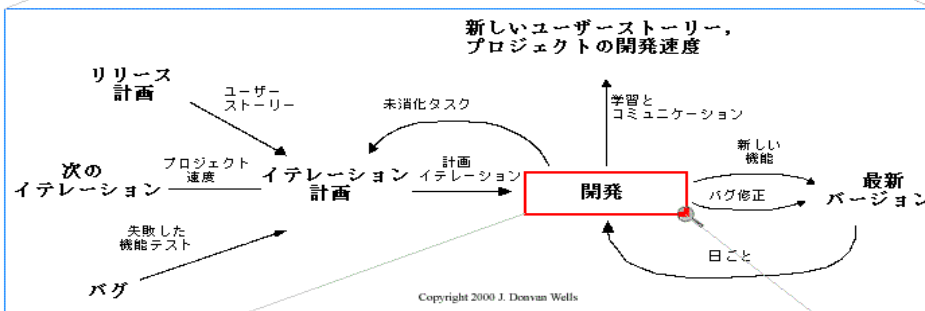 新しいユーザーストーリー,
プロジェクトの開発速度
リリース
計画
ユーザー
ストーリー
未消化タスク
学習と
コミュニケーション
新しい
機能
次の
イテレーション
プロジェクト
速度
イテレーション
計画
計画
イテレーション
開発
バグ修正
最新
バージョン
失敗した
機能テスト
日ごと
バグ
Copyright 2000 J. Donvan Wells